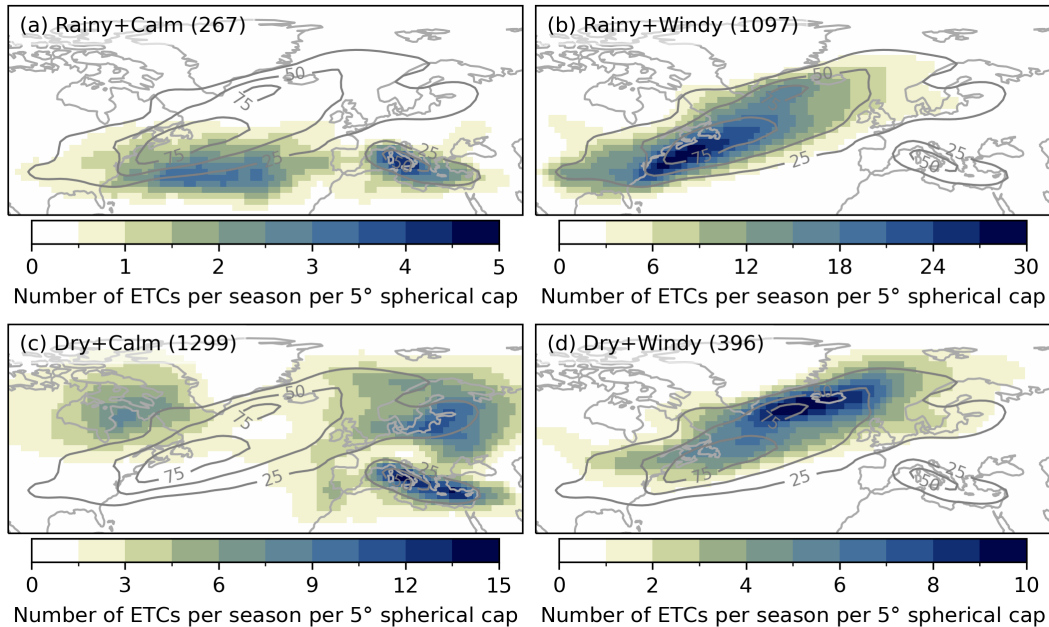 (a) Rainy+Calm (267)
50
75
75
25
25
50
0 1 2 3 4 5
Number of ETCs per season per 5° spherical cap
(b) Rainy+Windy (1097)
50
75
75
25
25
50
0 6 12 18 24 30
Number of ETCs per season per 5° spherical cap
(c) Dry+Calm (1299)
50
75
75
25
25
0 3 6 9 12 15
Number of ETCs per season per 5° spherical cap
(d) Dry+Windy (396)
50
75
75
25
25
50
0 2 4 6 8 10
Number of ETCs per season per 5° spherical cap